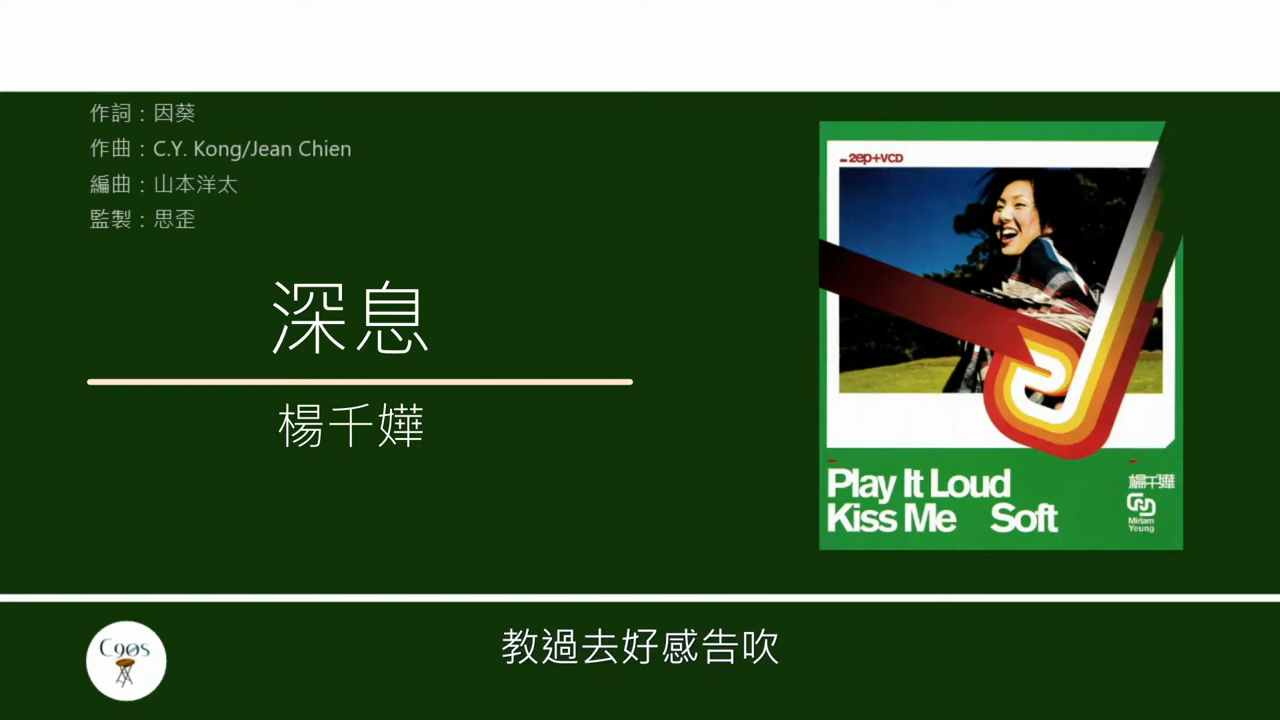 作詞：因葵
作曲：C.Y. Kong/Jean Chien
編曲：山本洋太
監製：思歪
深息
楊千嬅
2ep+VCD
Play It Loud
Kiss Me Soft
楊千嬅
Miriam
Yeung
C90s
教過去好感告吹